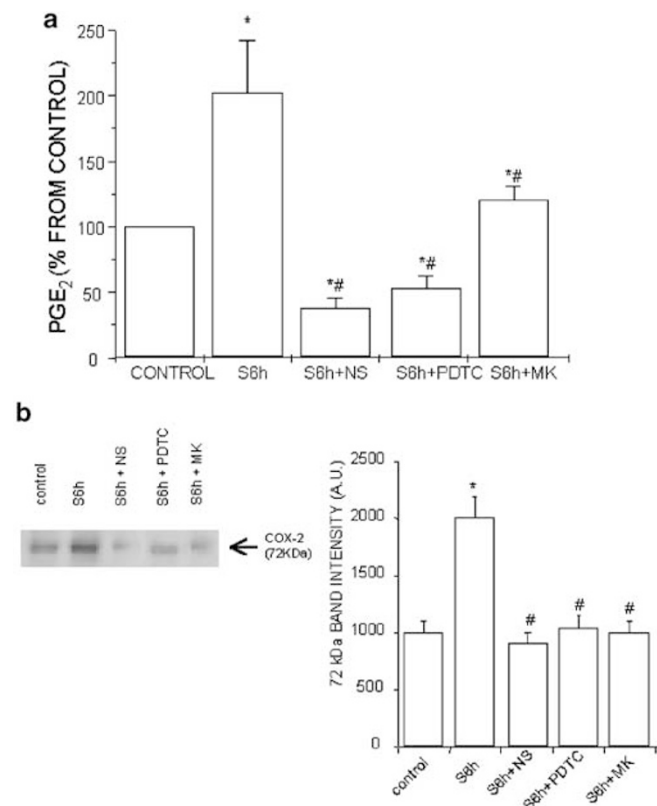 a
PGE2 (% FROM CONTROL)
250
200
150
100
50
0
*
*#
*#
*#
CONTROL S6h S6h+NS S6h+PDTC S6h+MK
b
control S6h S6h + NS S6h + PDTC S6h + MK
COX-2
(72KDa)
72 kDa BAND INTENSITY (A.U.)
2500
2000
1000
500
0
*
#
#
#
control S6h S6h+NS S6h+PDTC S6h+MK